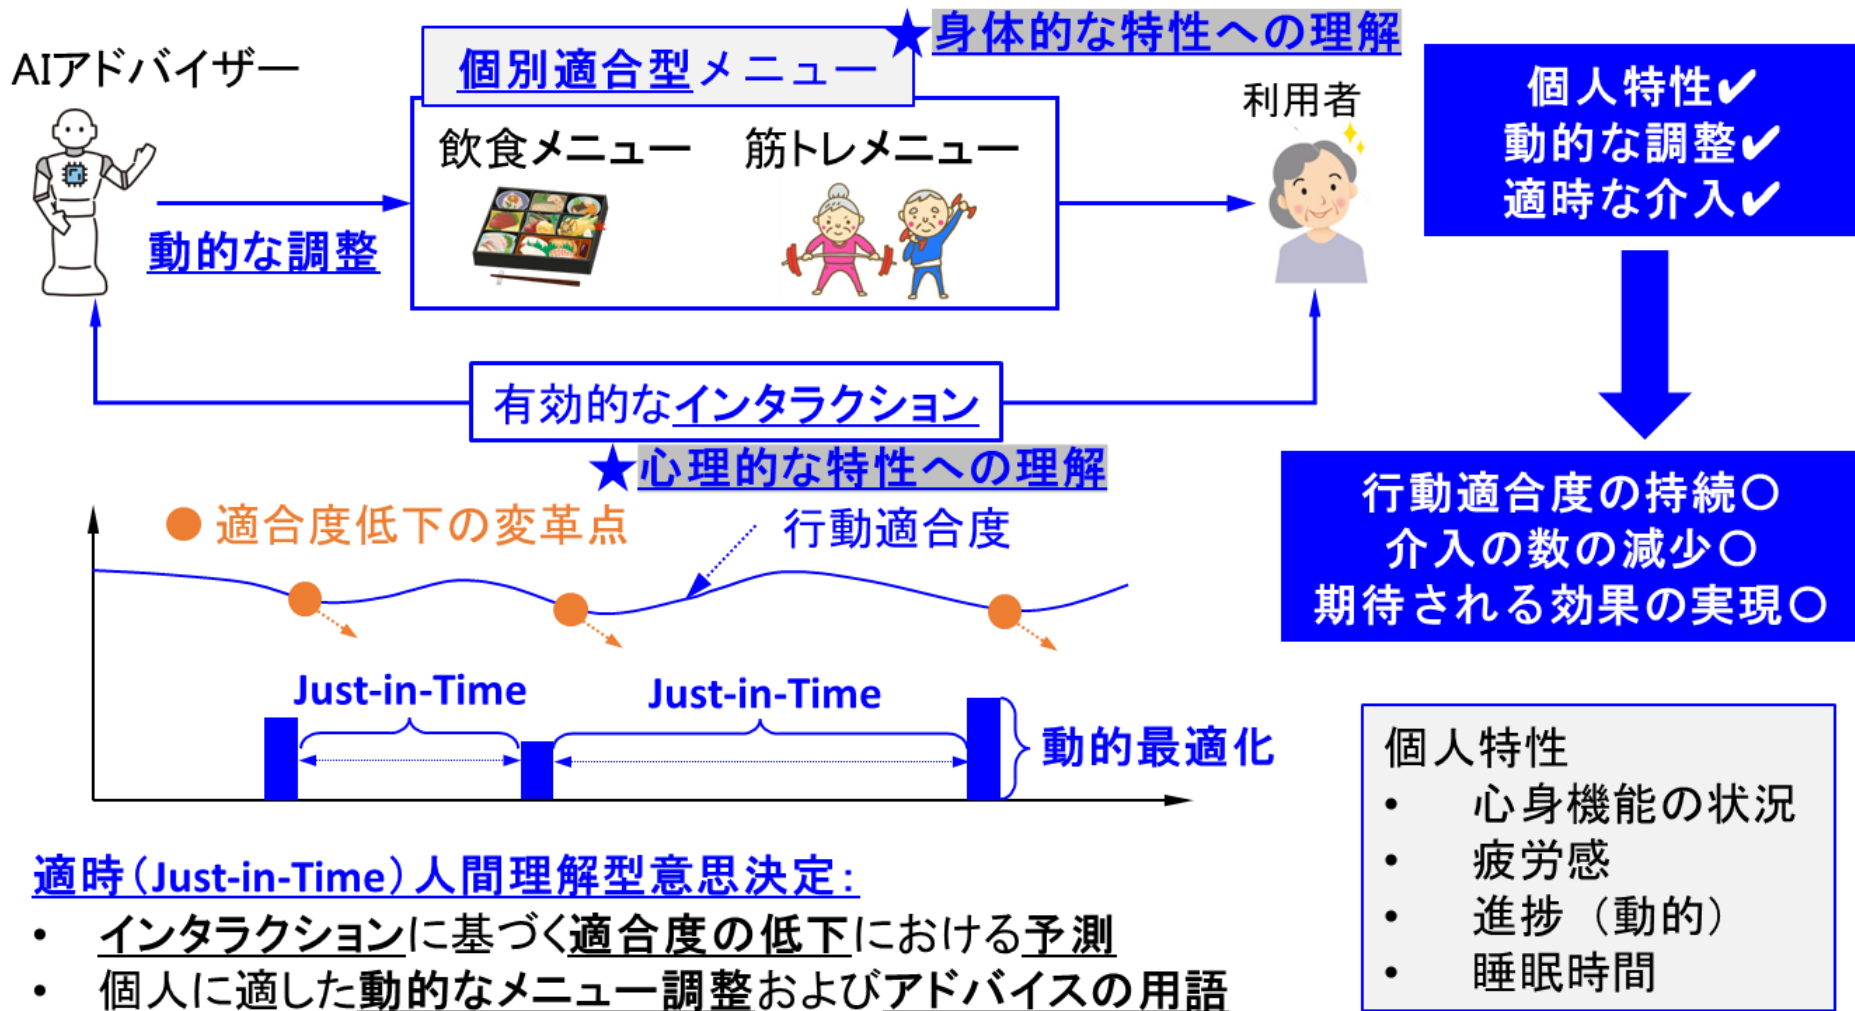 AIアドバイザー
個別適合型メニュー
★身体的な特性への理解
飲食メニュー
筋トレメニュー
利用者
動的な調整
有効的なインタラクション
★心理的な特性への理解
個人特性✔
動的な調整✔
適時な介入✔
行動適合度の持続〇
介入の数の減少〇
期待される効果の実現〇
適合度低下の変革点
行動適合度
Just-in-Time
Just-in-Time
動的最適化
適時（Just-in-Time）人間理解型意思決定：
• インタラクションに基づく適合度の低下における予測
• 個人に適した動的なメニュー調整およびアドバイスの用語
個人特性
• 心身機能の状況
• 疲労感
• 進捗（動的）
• 睡眠時間